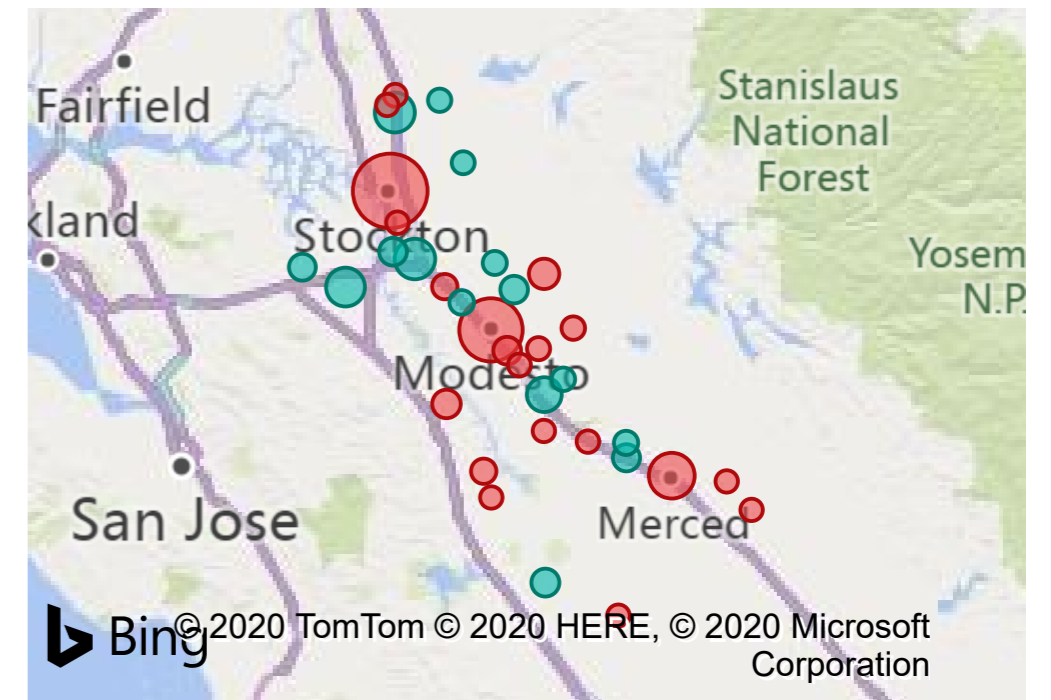 Fairfield
Stanislaus
National
Forest
kland
Stockton
Yosem
N.P.
Modesto
San Jose
Merced
Bing
© 2020 TomTom © 2020 HERE, © 2020 Microsoft
Corporation